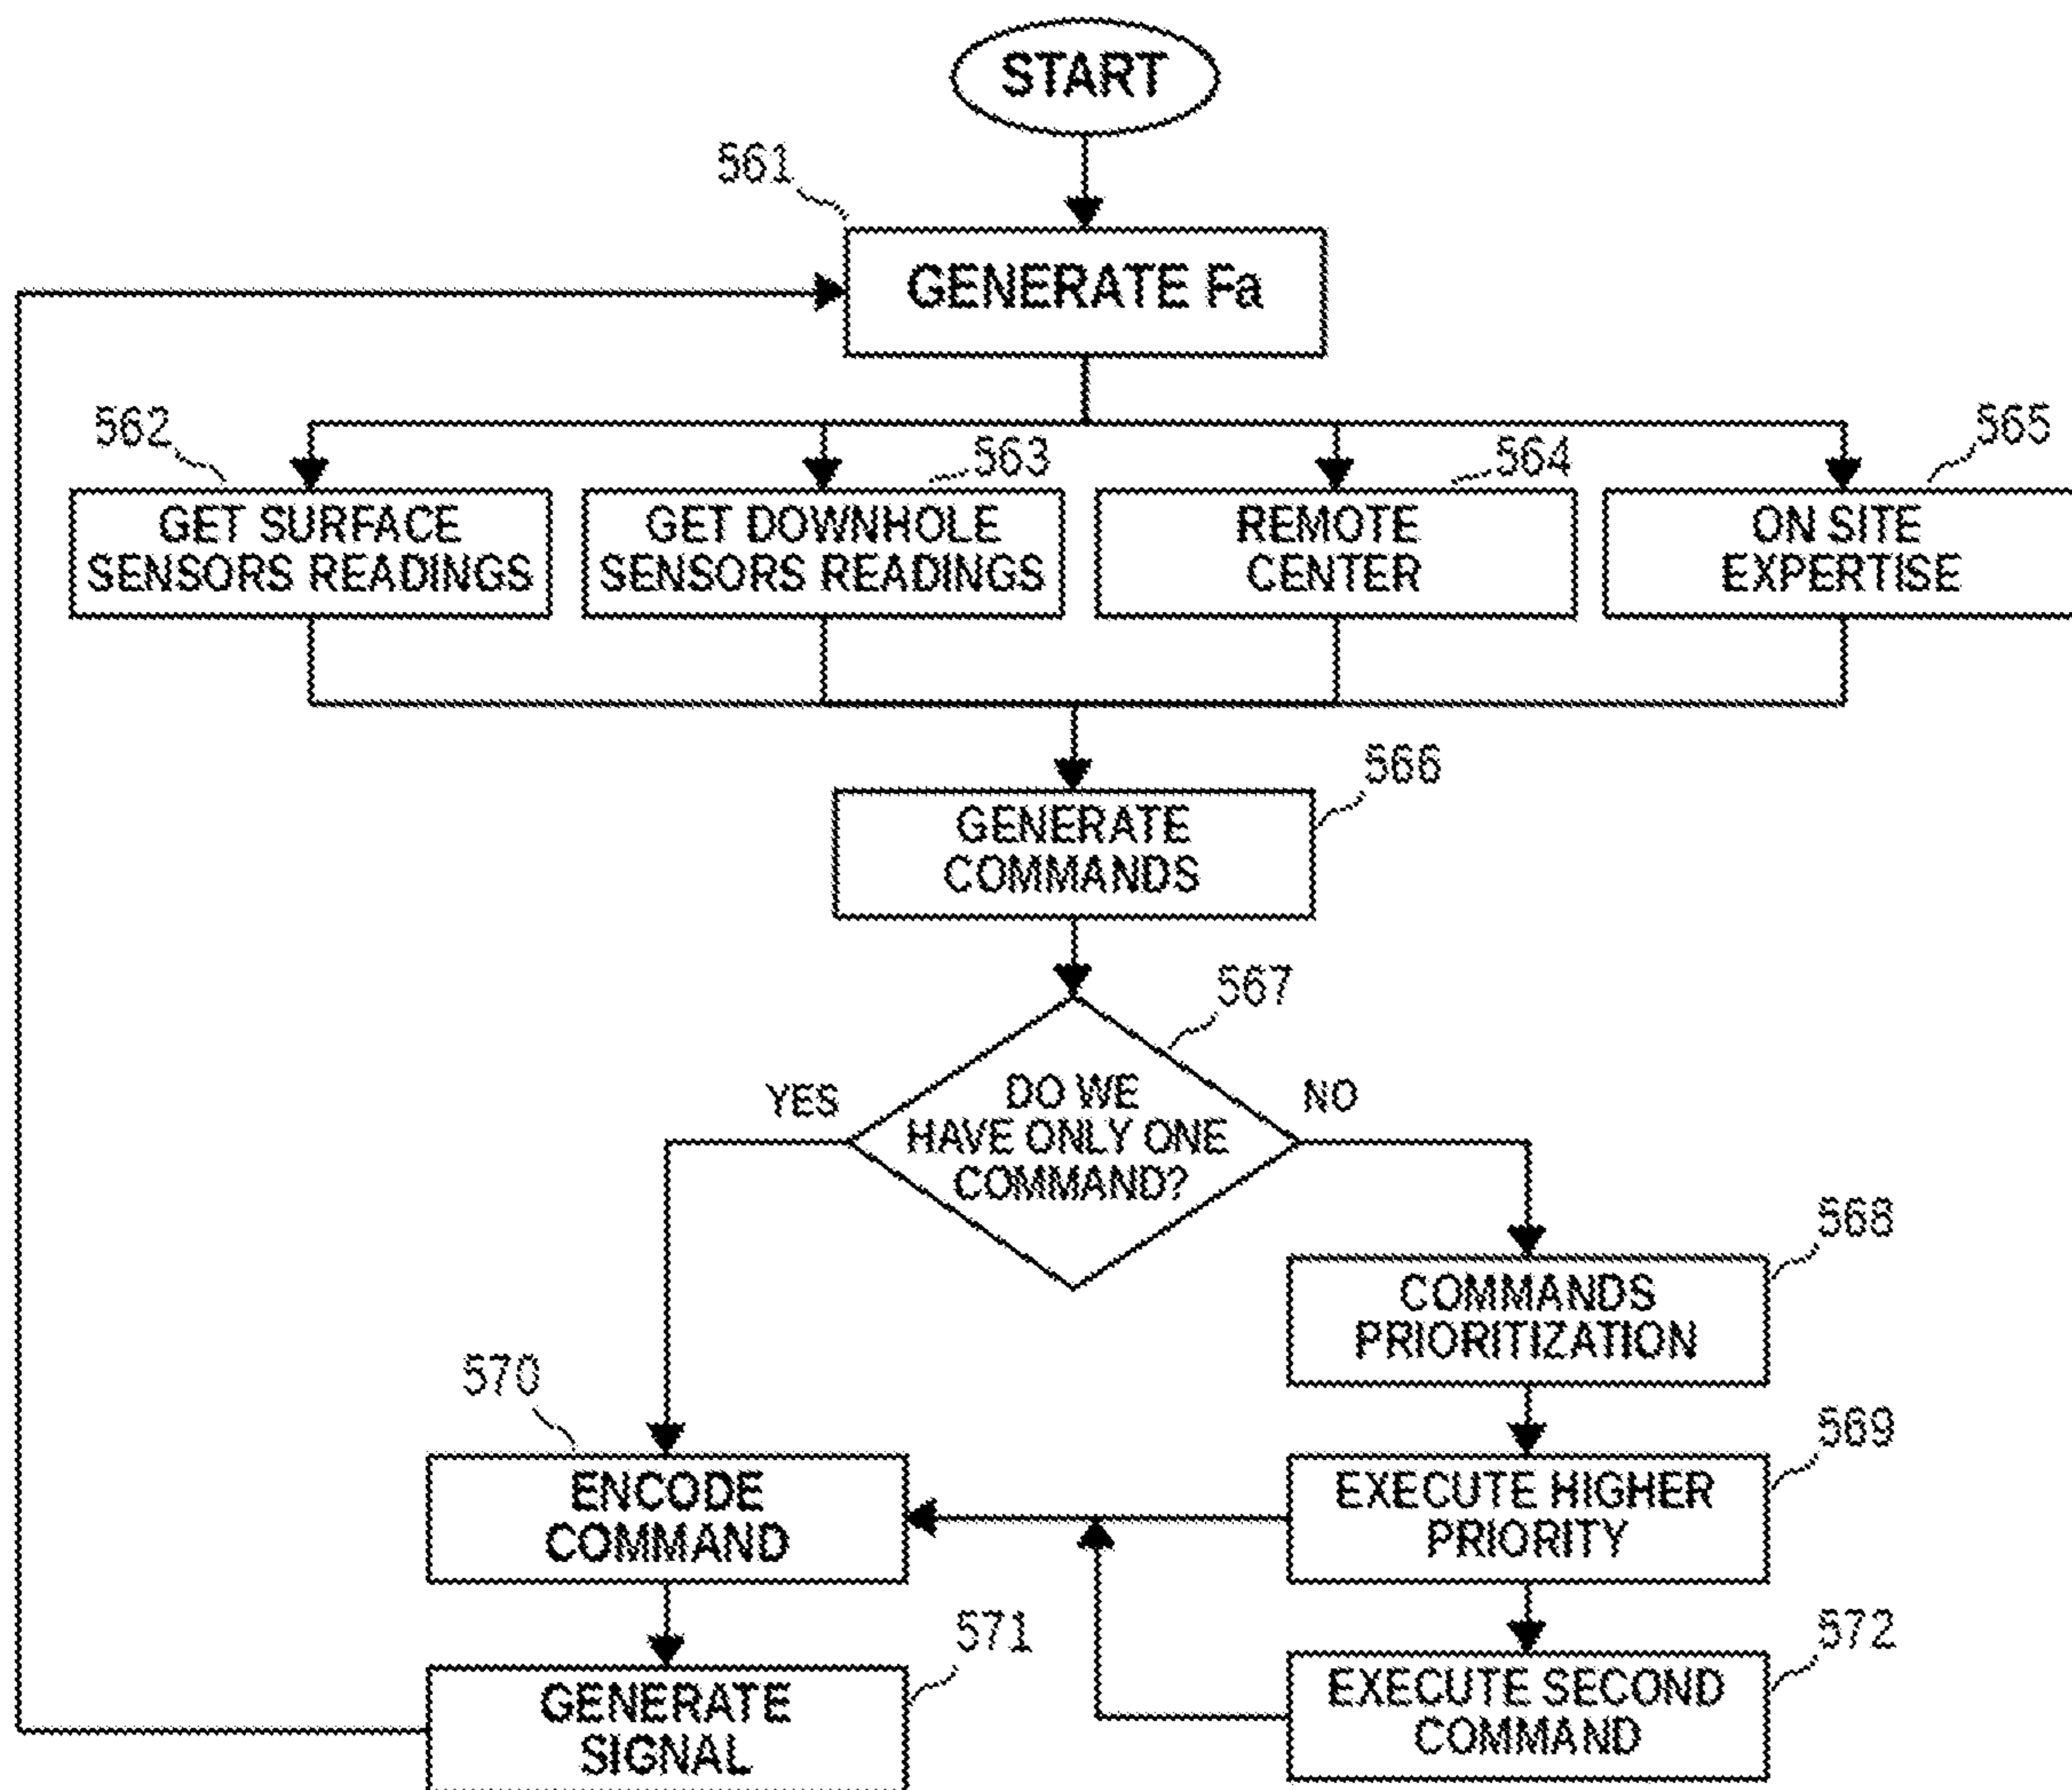 START
561
GENERATE Fa
562
563
564
565
GET SURFACE
SENSORS READINGS
GET DOWNHOLE
SENSORS READINGS
REMOTE
CENTER
ON SITE
EXPERTISE
566
GENERATE
COMMANDS
567
DO WE
HAVE ONLY ONE
COMMAND?
YES
NO
568
COMMANDS
PRIORITIZATION
570
569
ENCODE
COMMAND
EXECUTE HIGHER
PRIORITY
571
572
GENERATE
SIGNAL
EXECUTE SECOND
COMMAND